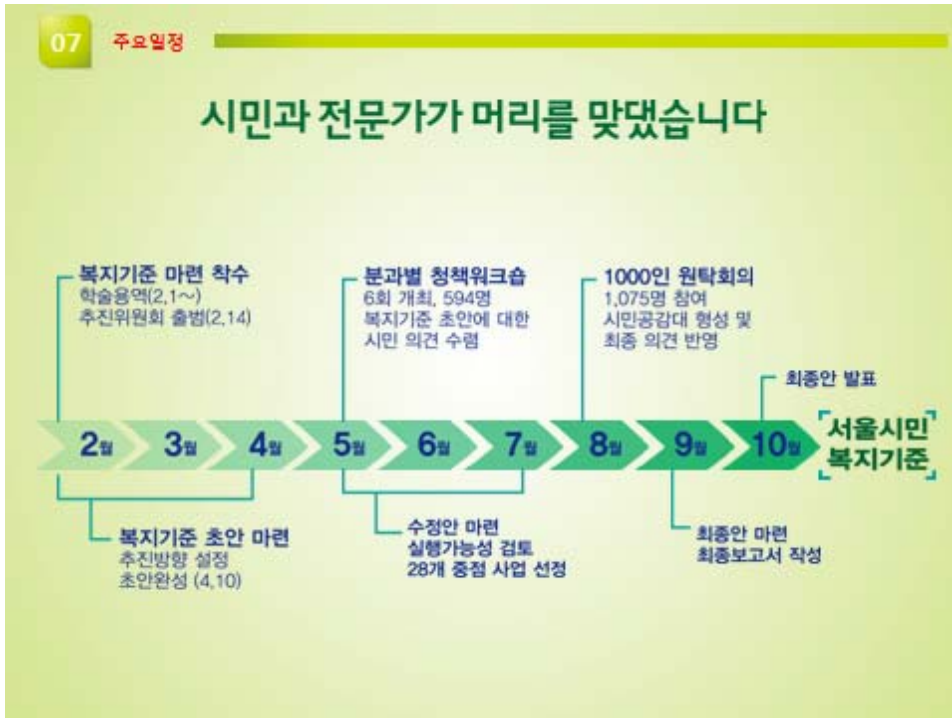 07 주요일정
시민과 전문가가 머리를 맞댔습니다
복지기준 마련 착수
학술용역(2.1~)
추진위원회 출범(2.14)
분과별 청책워크숍
6회 개최, 594명
복지기준 초안에 대한
시민 의견 수렴
1000인 원탁회의
1,075명 참여
시민공감대 형성 및
최종 의견 반영
최종안 발표
2월 3월 4월 5월 6월 7월 8월 9월 10월
서울시민
복지기준
복지기준 초안 마련
추진방향 설정
초안완성 (4.10)
수정안 마련
실행가능성 검토
28개 중점 사업 선정
최종안 마련
최종보고서 작성